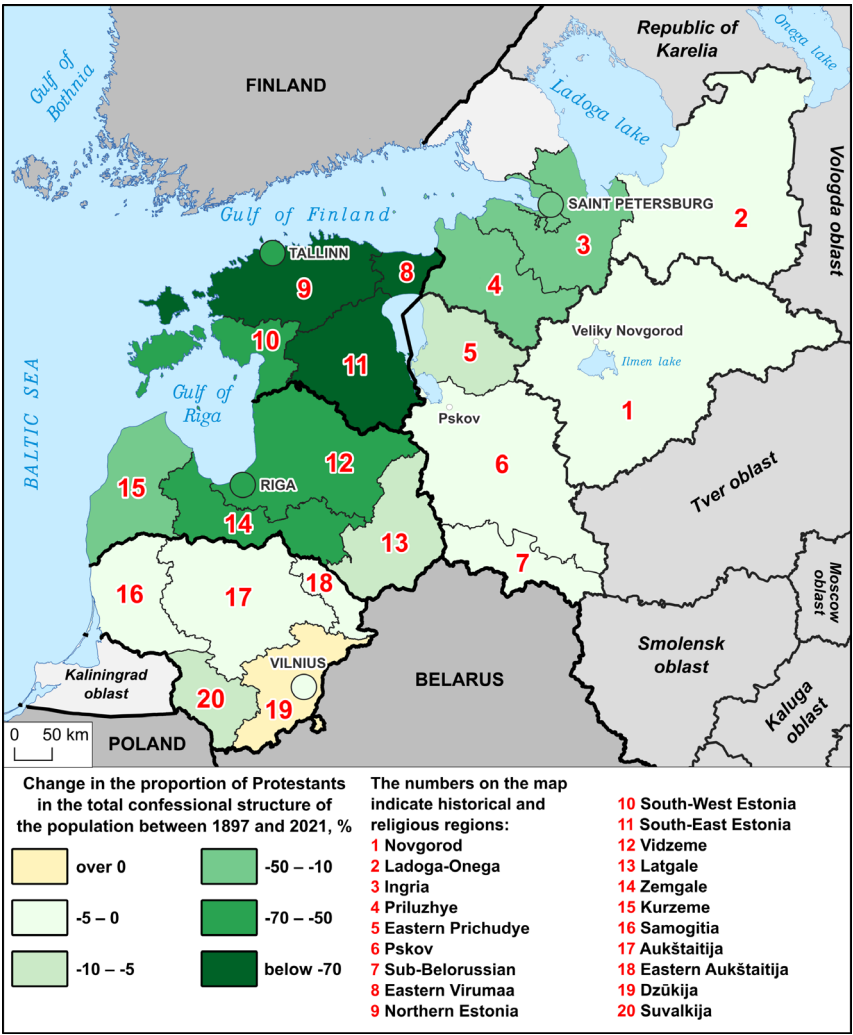 Republic of
Karelia
Onega lake
Gulf of
Bothnia
FINLAND
Ladoga lake
Vologda oblast
SAINT PETERSBURG
2
Gulf of Finland
3
TALLINN
8
9
4
10
Veliky Novgorod
Ilmen lake
5
11
BALTIC SEA
Gulf of
Riga
Pskov
1
12
6
Tver oblast
15
RIGA
14
13
7
Moscow
oblast
16
17
18
Smolensk
oblast
VILNIUS
Kaliningrad
oblast
BELARUS
20
19
Kaluga
oblast
0 50 km
POLAND
Change in the proportion of Protestants
in the total confessional structure of
the population between 1897 and 2021, %
over 0
-5 – 0
-10 – -5
-50 – -10
-70 – -50
below -70
The numbers on the map
indicate historical and
religious regions:
1 Novgorod
2 Ladoga-Onega
3 Ingria
4 Priluzhye
5 Eastern Prichudye
6 Pskov
7 Sub-Belorussian
8 Eastern Virumaa
9 Northern Estonia
10 South-West Estonia
11 South-East Estonia
12 Vidzeme
13 Latgale
14 Zemgale
15 Kurzeme
16 Samogitia
17 Aukštaitija
18 Eastern Aukštaitija
19 Dzūkija
20 Suvalkija